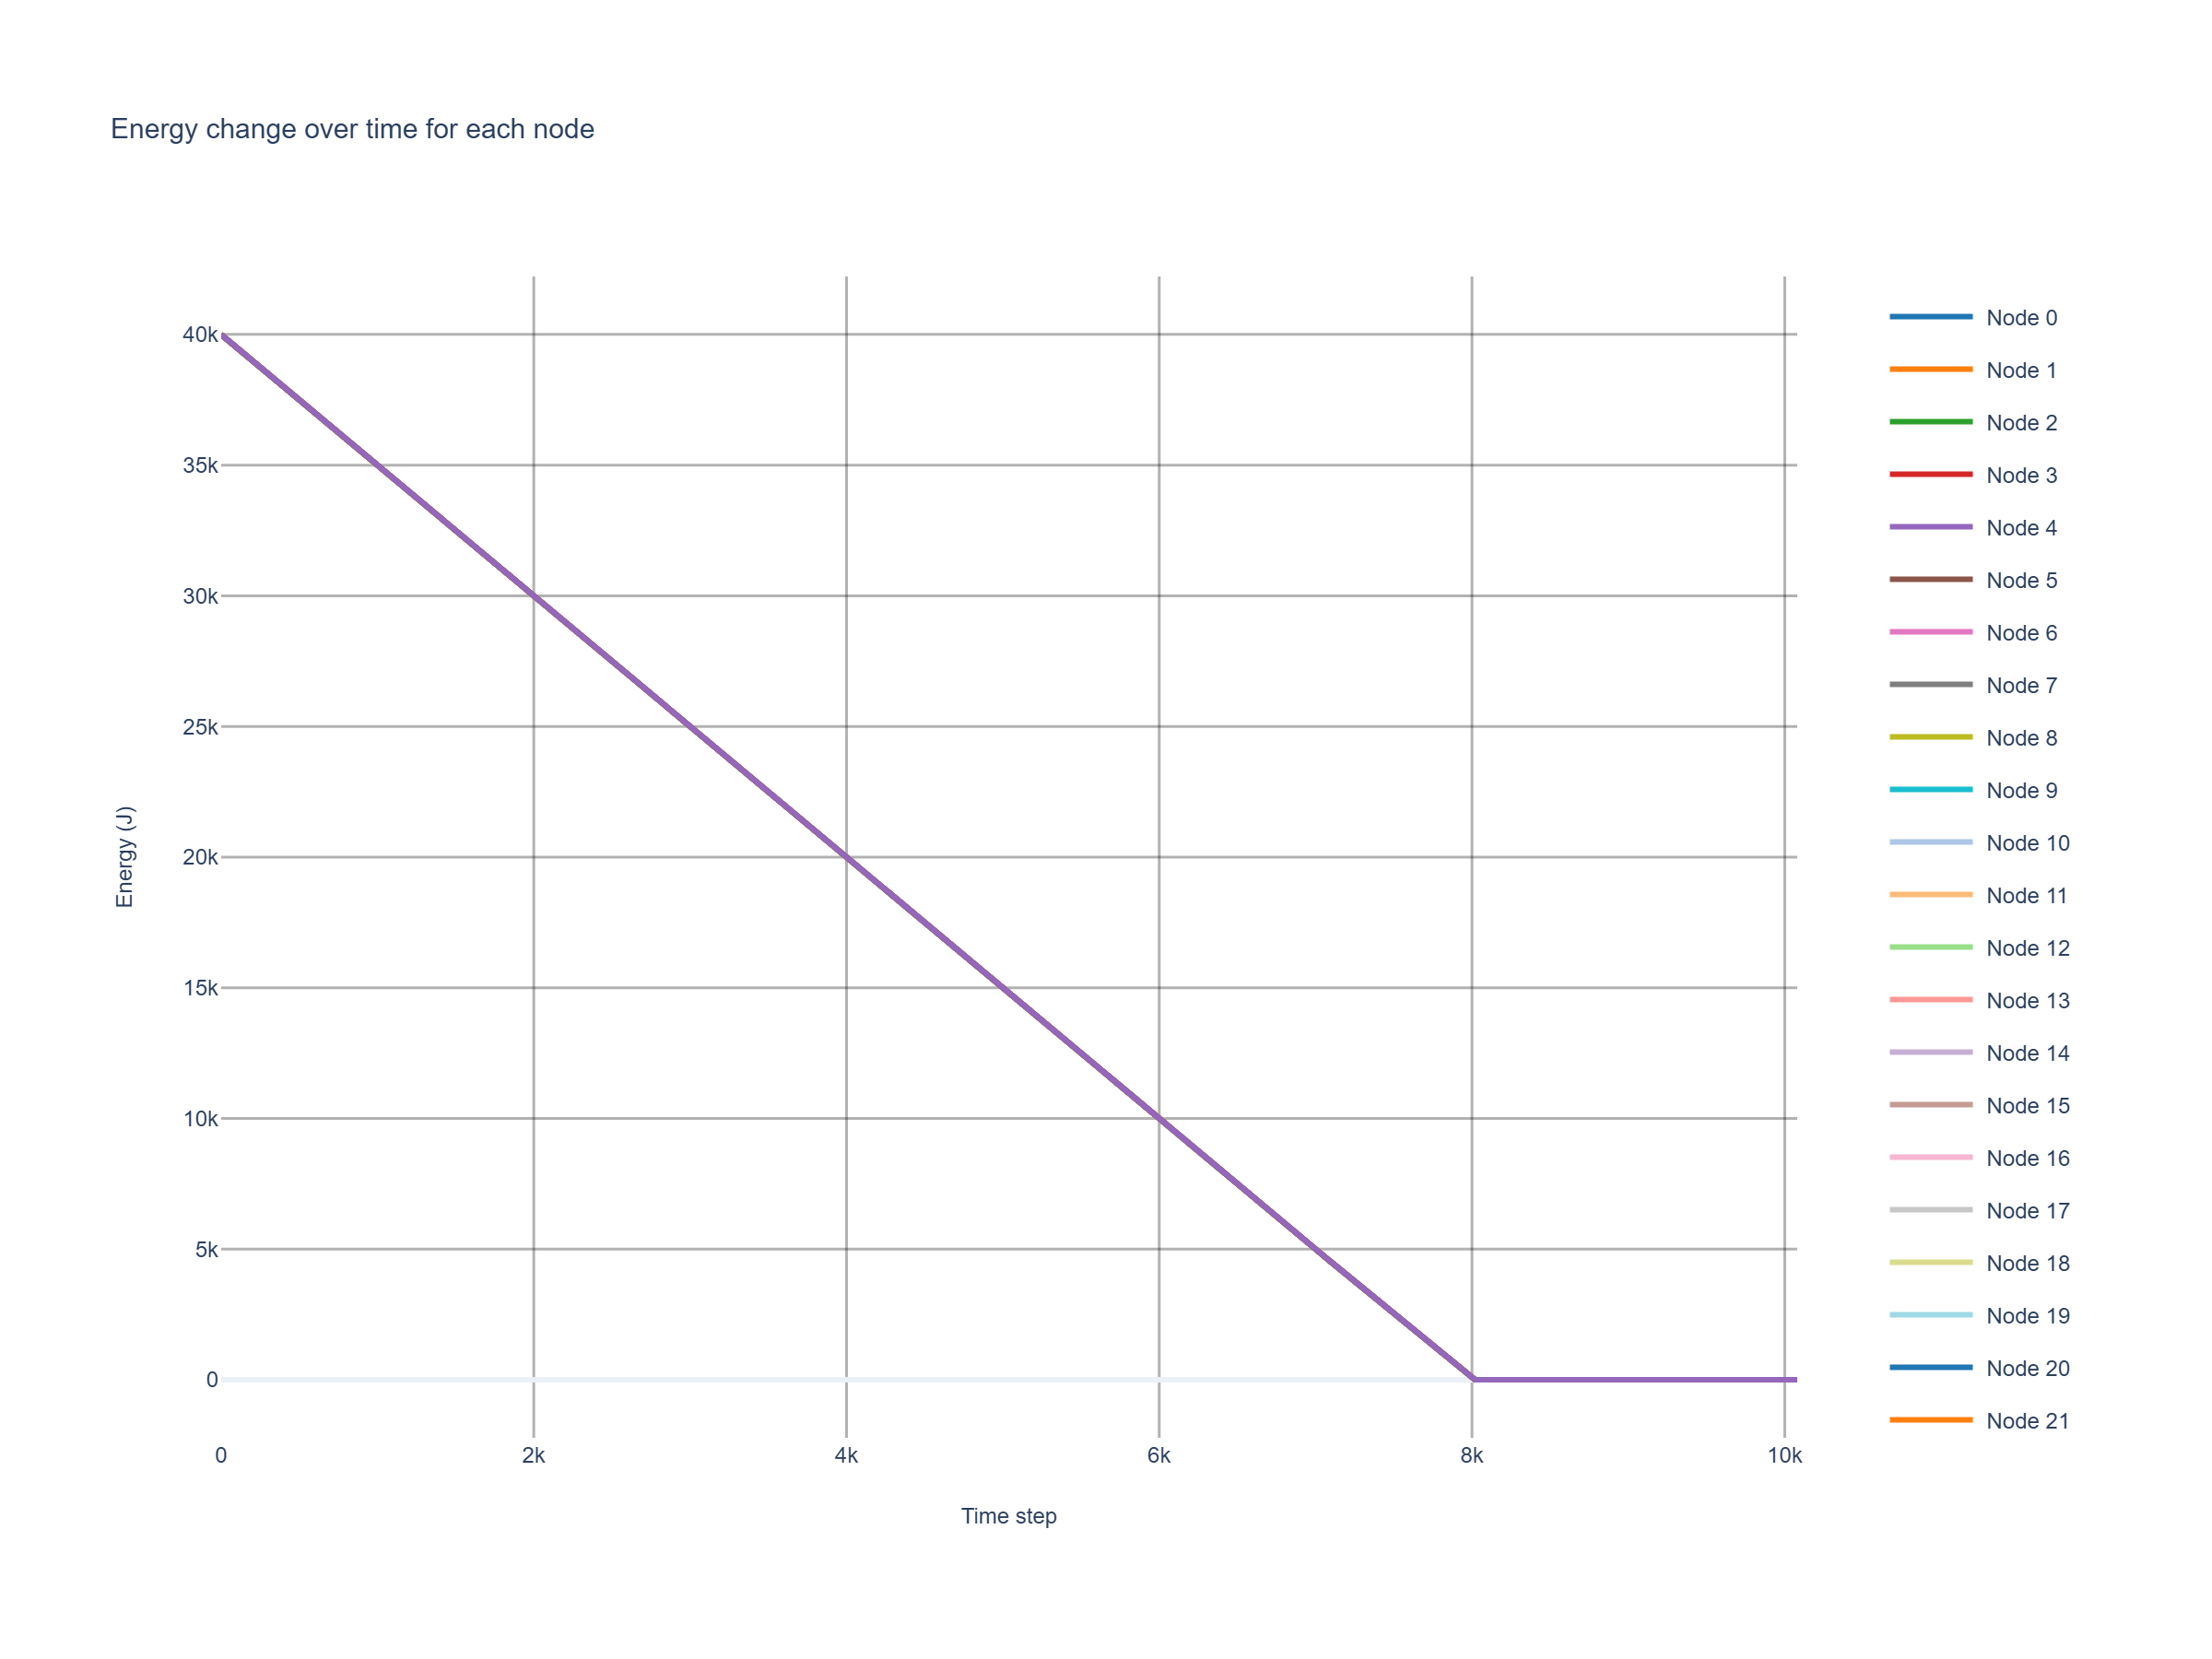 Energy change over time for each node
40k
35k
30k
25k
20k
15k
10k
5k
0
Energy (J)
0
2k
4k
6k
8k
10k
Time step
Node 0
Node 1
Node 2
Node 3
Node 4
Node 5
Node 6
Node 7
Node 8
Node 9
Node 10
Node 11
Node 12
Node 13
Node 14
Node 15
Node 16
Node 17
Node 18
Node 19
Node 20
Node 21